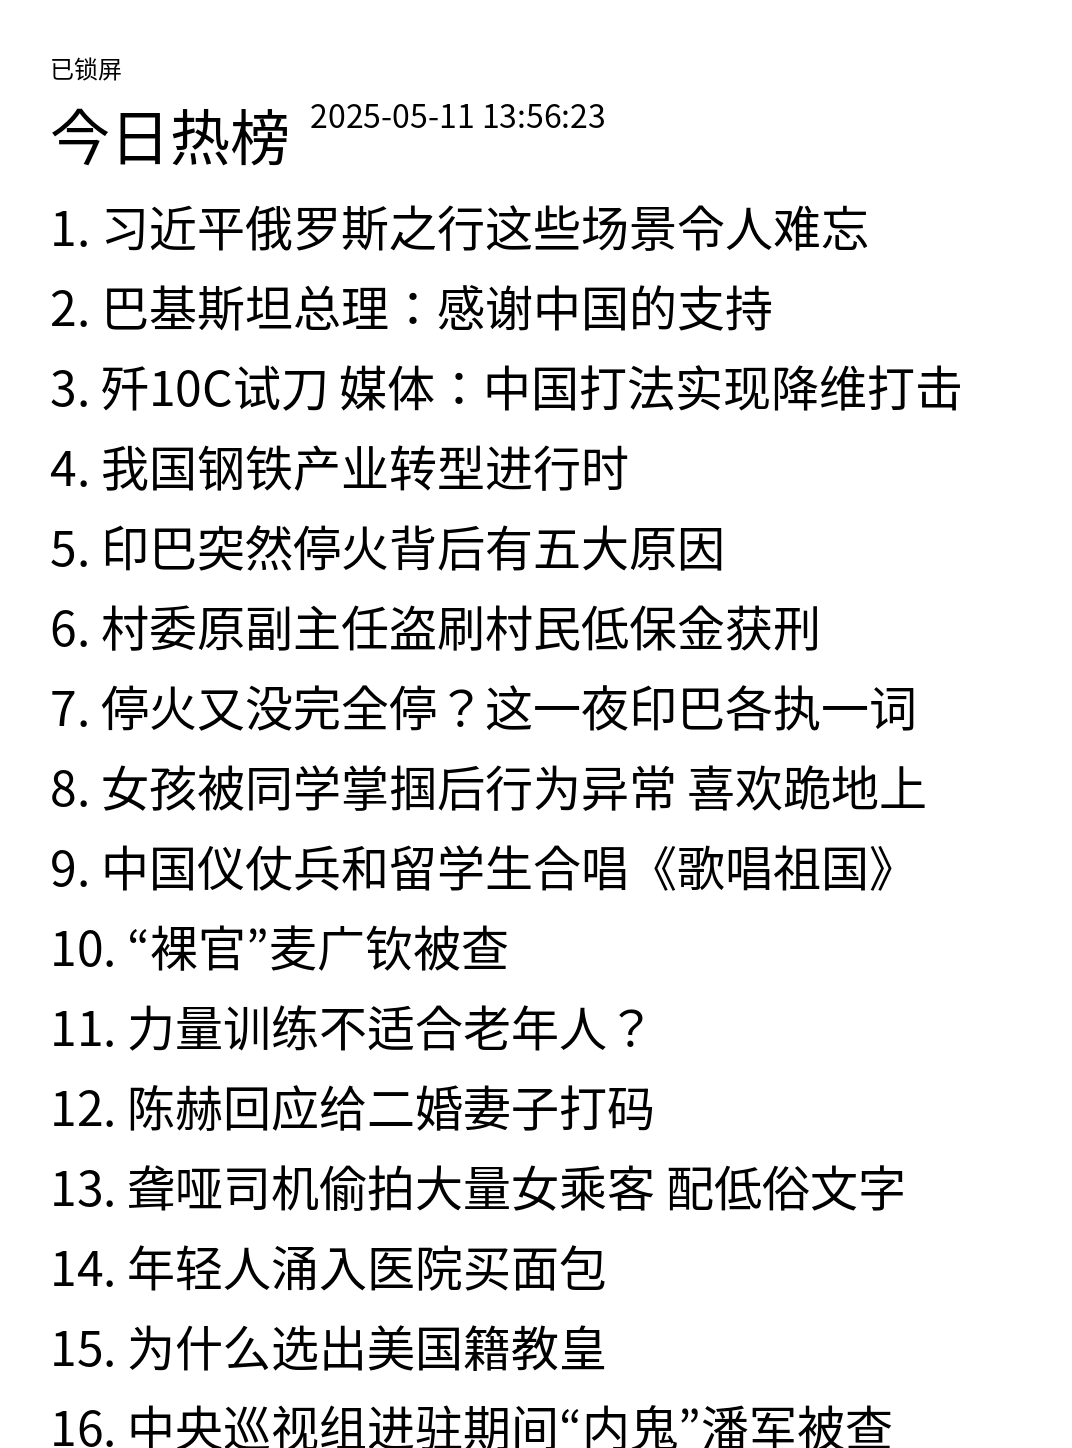 已锁屏
今日热榜 2025-05-11 13:56:23
1. 习近平俄罗斯之行这些场景令人难忘
2. 巴基斯坦总理：感谢中国的支持
3. 歼10C试刀 媒体：中国打法实现降维打击
4. 我国钢铁产业转型进行时
5. 印巴突然停火背后有五大原因
6. 村委原副主任盗刷村民低保金获刑
7. 停火又没完全停？这一夜印巴各执一词
8. 女孩被同学掌掴后行为异常 喜欢跪地上
9. 中国仪仗兵和留学生合唱《歌唱祖国》
10. “裸官”麦广钦被查
11. 力量训练不适合老年人？
12. 陈赫回应给二婚妻子打码
13. 聋哑司机偷拍大量女乘客 配低俗文字
14. 年轻人涌入医院买面包
15. 为什么选出美国籍教皇
16. 中央巡视组进驻期间“内鬼”潘军被查